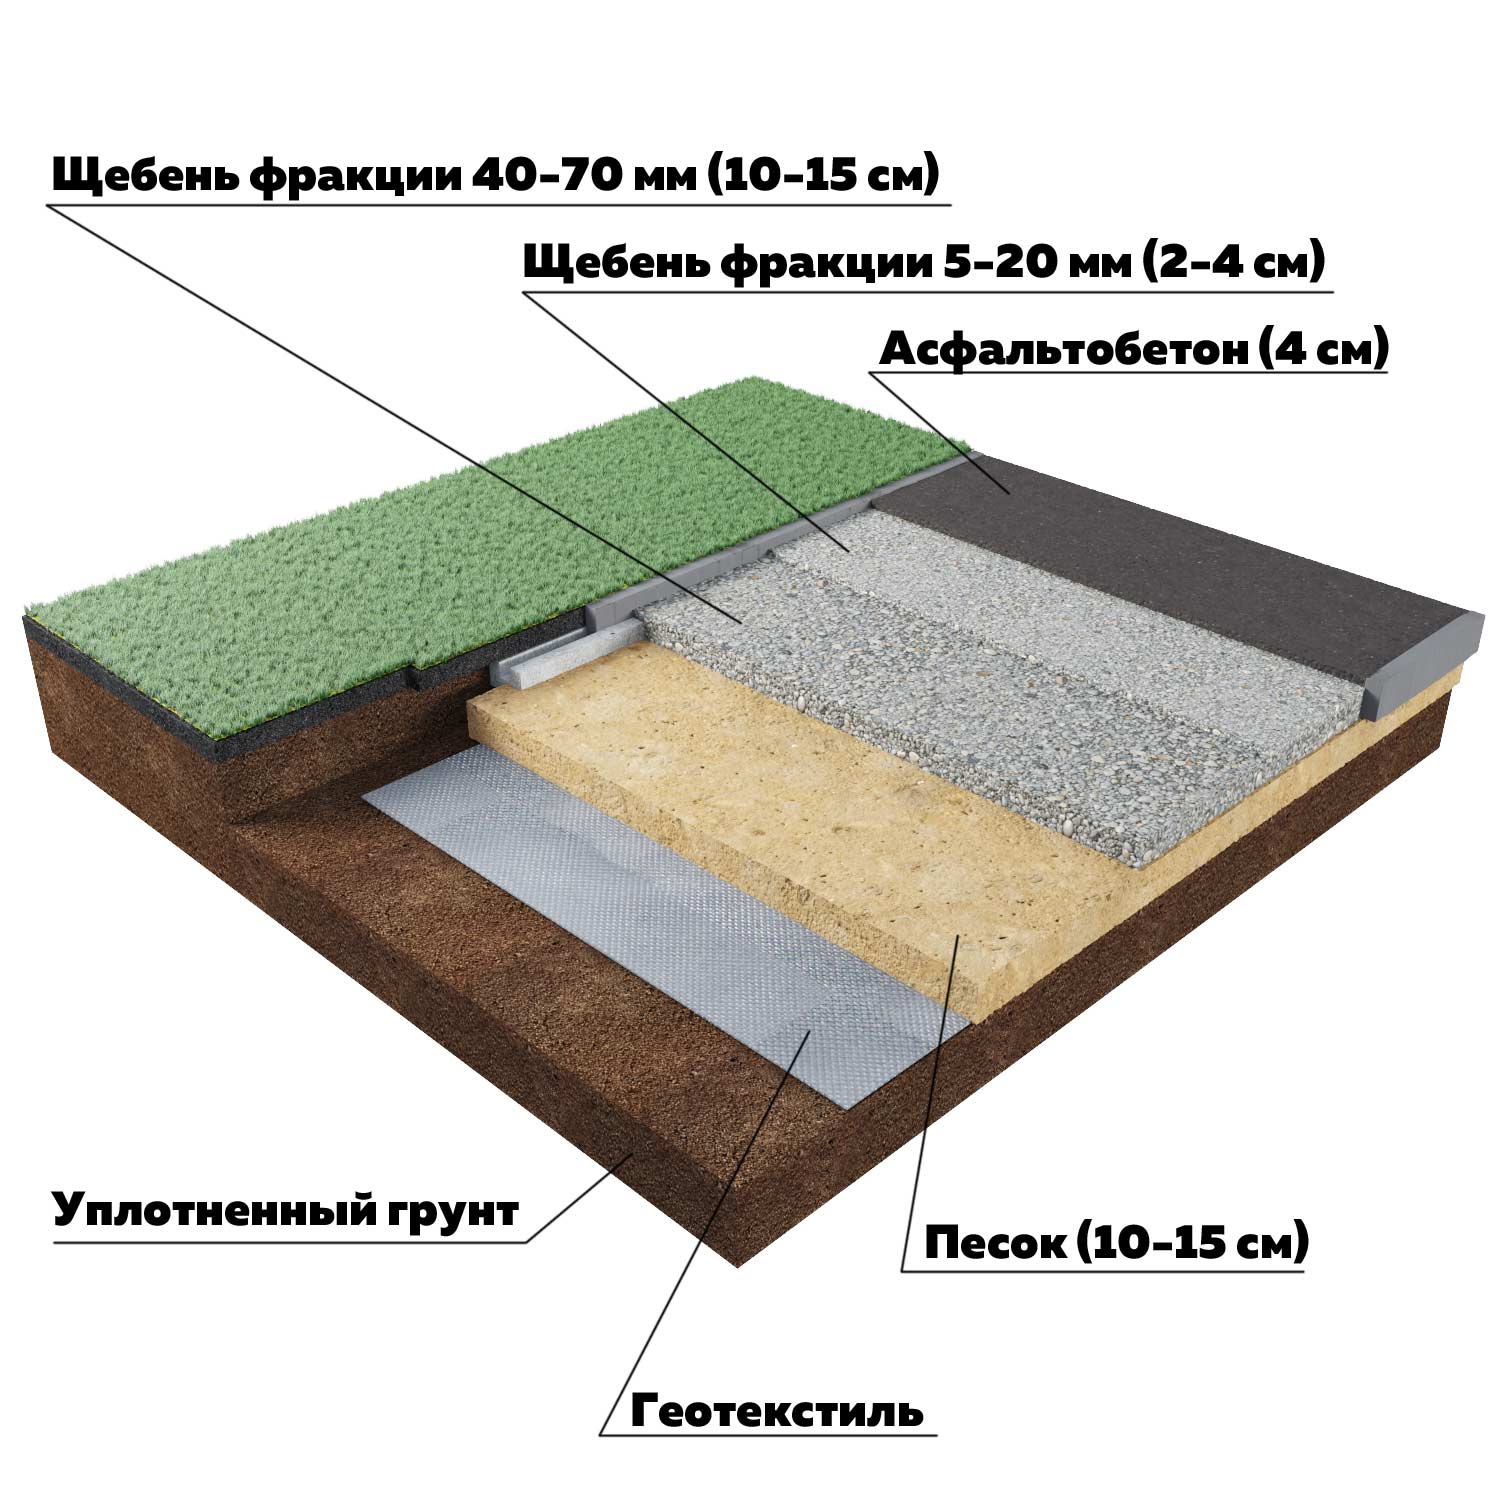 Щебень фракции 40-70 мм (10-15 см)
Щебень фракции 5-20 мм (2-4 см)
Асфальтобетон (4 см)
Уплотненный грунт
Песок (10-15 см)
Геотекстиль